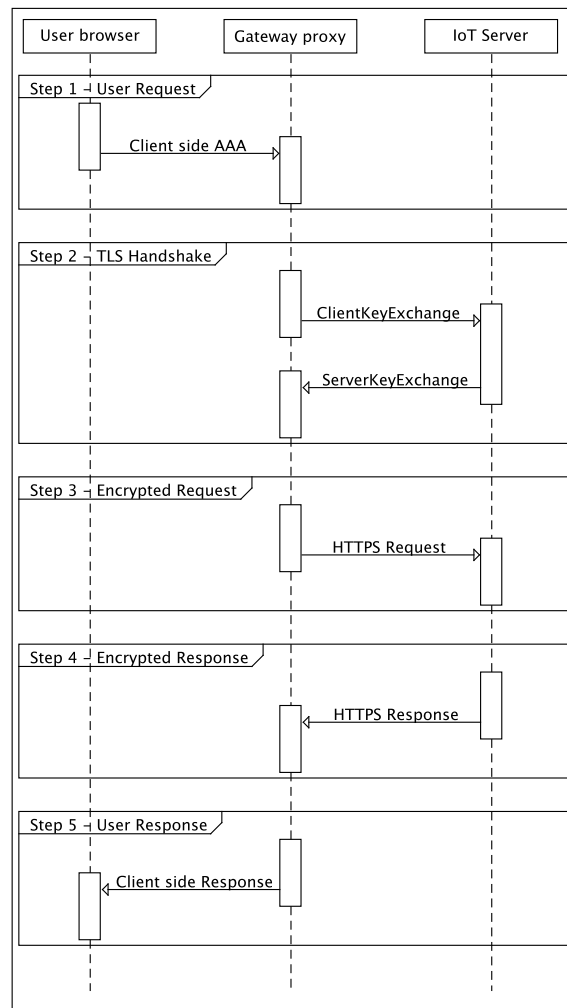 User browser
Gateway proxy
IoT Server
Step 1 – User Request
Client side AAA
Step 2 – TLS Handshake
ClientKeyExchange
ServerKeyExchange
Step 3 – Encrypted Request
HTTPS Request
Step 4 – Encrypted Response
HTTPS Response
Step 5 – User Response
Client side Response